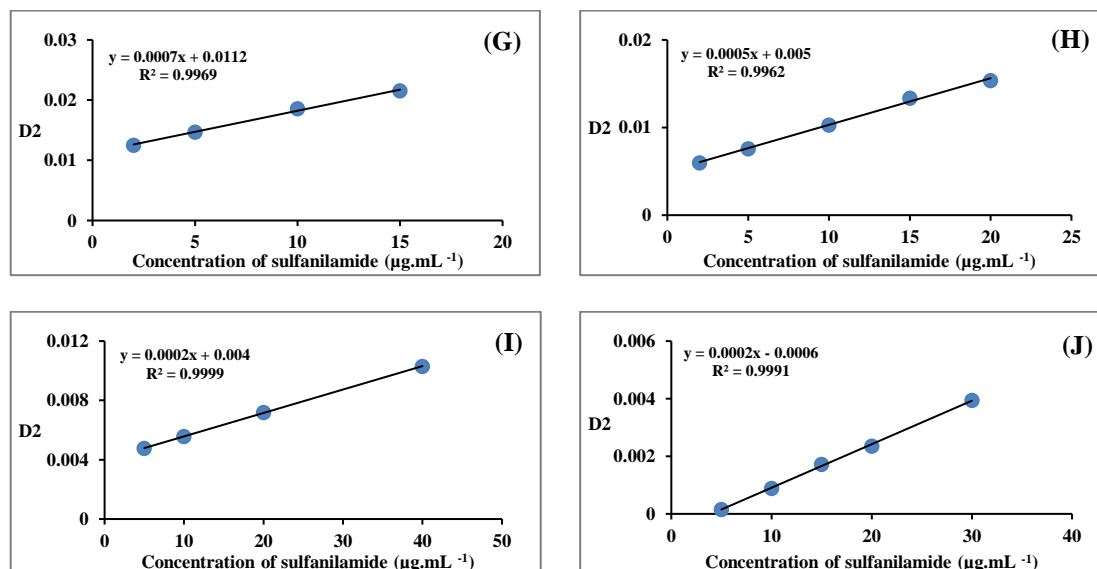 (G)
y = 0.0007x + 0.0112
R² = 0.9969
0.03
0.02
D2
0.01
0
0 5 10 15 20
Concentration of sulfanilamide (µg.mL ⁻¹)
(H)
y = 0.0005x + 0.005
R² = 0.9962
0.02
0.01
D2
0
0 5 10 15 20 25
Concentration of sulfanilamide (µg.mL ⁻¹)
(I)
y = 0.0002x + 0.004
R² = 0.9999
0.012
0.008
D2
0.004
0
0 10 20 30 40 50
Concentration of sulfanilamide (µg.mL ⁻¹)
(J)
y = 0.0002x - 0.0006
R² = 0.9991
0.006
0.004
D2
0.002
0
0 10 20 30 40
Concentration of sulfanilamide (µg.mL ⁻¹)